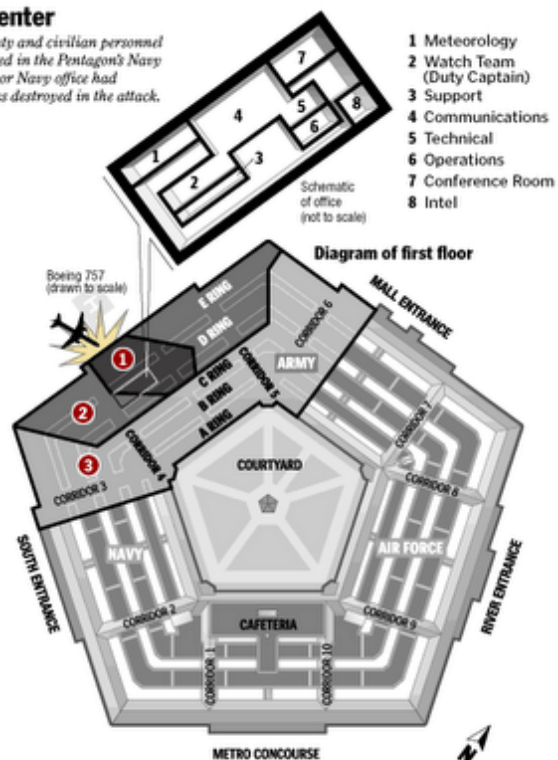 enter
ty and civilian personnel
ed in the Pentagon's Navy
or Navy office had
s destroyed in the attack.
1 Meteorology
2 Watch Team
(Duty Captain)
3 Support
4 Communications
5 Technical
6 Operations
7 Conference Room
8 Intel
7
4
5
8
6
1
3
2
Schematic
of office
(not to scale)
Diagram of first floor
Boeing 757
(drawn to scale)
MALL ENTRANCE
E RING
D RING
CORRIDOR 6
1
C RING
CORRIDOR 5
ARMY
B RING
A RING
2
CORRIDOR 7
3
CORRIDOR 4
COURTYARD
CORRIDOR 3
CORRIDOR 8
SOUTH ENTRANCE
NAVY
AIR FORCE
RIVER ENTRANCE
CORRIDOR 2
CAFETERIA
CORRIDOR 9
CORRIDOR 1
CORRIDOR 10
METRO CONCOURSE
N